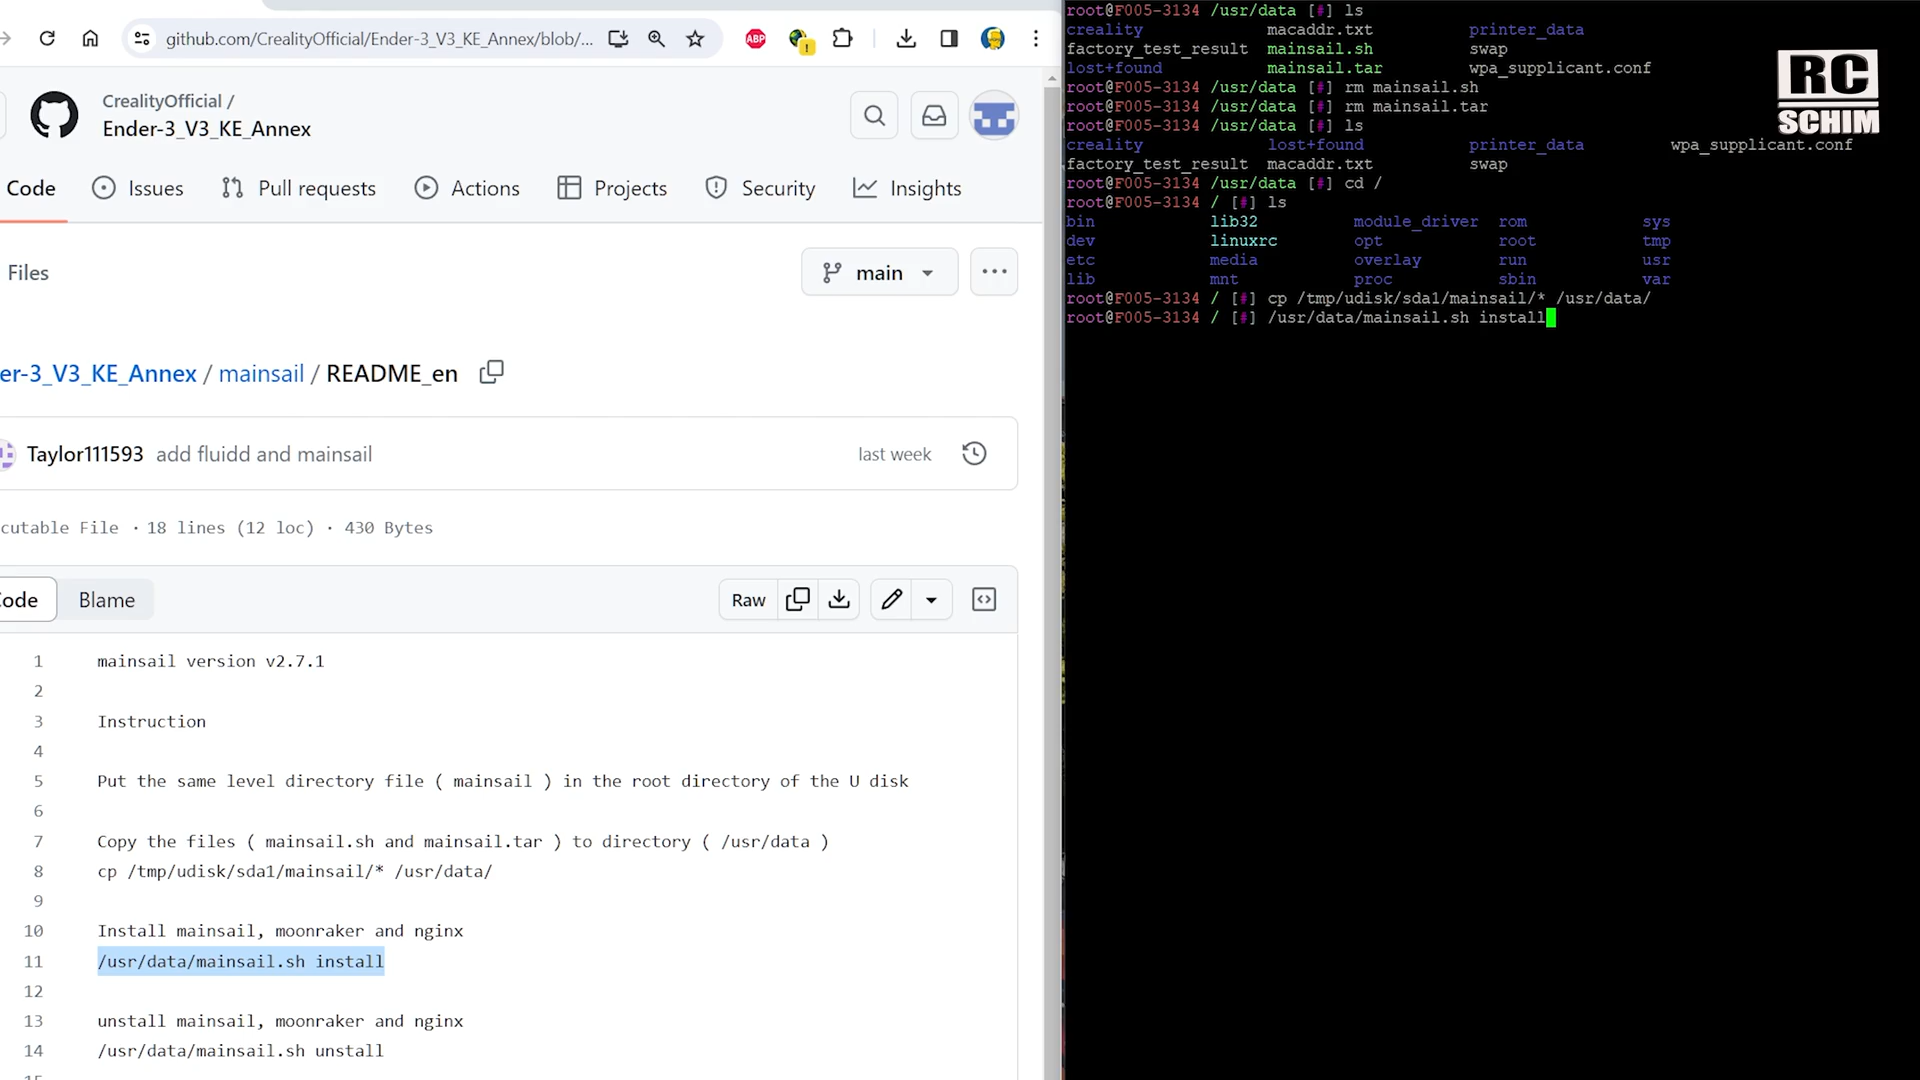 github.com/CrealityOfficial/Ender-3_V3_KE_Annex/blob/...
ABP
CrealityOfficial /
Ender-3_V3_KE_Annex
Code
Issues
Pull requests
Actions
Projects
Security
Insights
Files
main
er-3_V3_KE_Annex / mainsail / README_en
Taylor111593 add fluidd and mainsail
last week
cutable File · 18 lines (12 loc) · 430 Bytes
ode
Blame
Raw
1 mainsail version v2.7.1
2
3 Instruction
4
5 Put the same level directory file ( mainsail ) in the root directory of the U disk
6
7 Copy the files ( mainsail.sh and mainsail.tar ) to directory ( /usr/data )
8 cp /tmp/udisk/sda1/mainsail/* /usr/data/
9
10 Install mainsail, moonraker and nginx
11 /usr/data/mainsail.sh install
12
13 unstall mainsail, moonraker and nginx
14 /usr/data/mainsail.sh unstall
15
root@F005-3134 /usr/data [#] ls
creality macaddr.txt printer_data
factory_test_result mainsail.sh swap
lost+found mainsail.tar wpa_supplicant.conf
root@F005-3134 /usr/data [#] rm mainsail.sh
root@F005-3134 /usr/data [#] rm mainsail.tar
root@F005-3134 /usr/data [#] ls
creality lost+found printer_data wpa_supplicant.conf
factory_test_result macaddr.txt swap
root@F005-3134 /usr/data [#] cd /
root@F005-3134 / [#] ls
bin lib32 module_driver rom sys
dev linuxrc opt root tmp
etc media overlay run usr
lib mnt proc sbin var
root@F005-3134 / [#] cp /tmp/udisk/sda1/mainsail/* /usr/data/
root@F005-3134 / [#] /usr/data/mainsail.sh install
RC
SCHIM